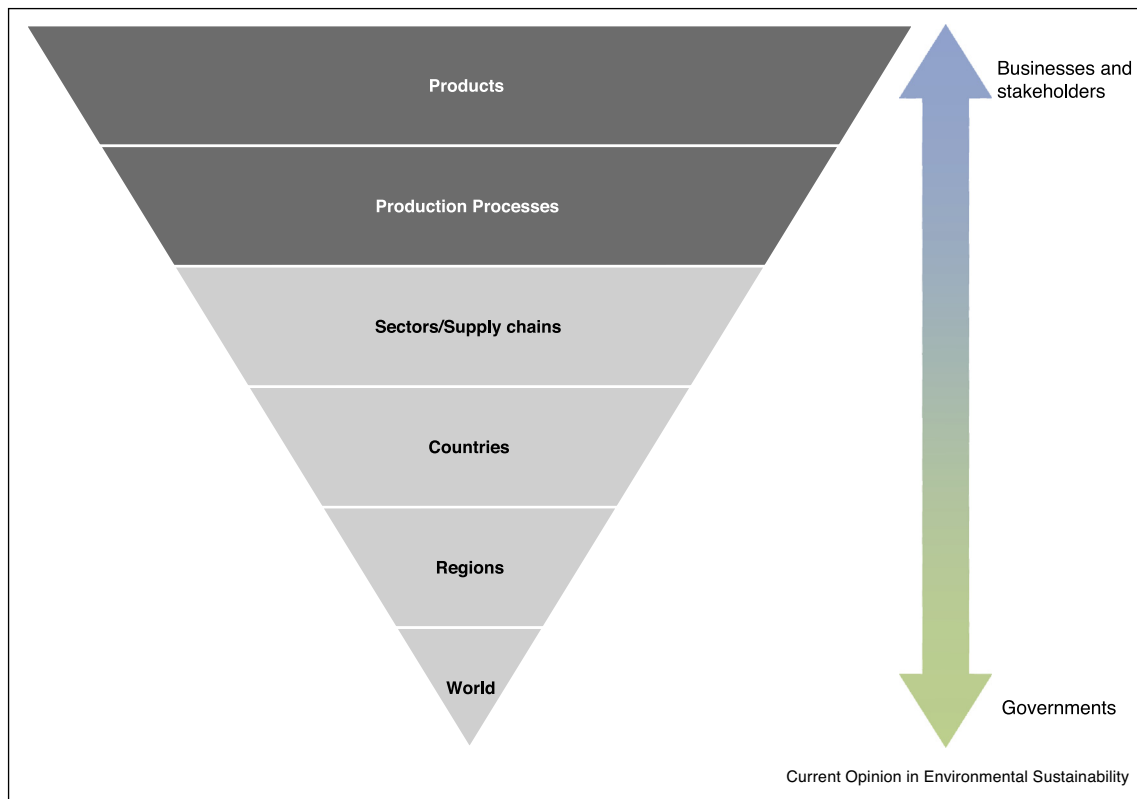 Products
Businesses and
stakeholders
Production Processes
Sectors/Supply chains
Countries
Regions
World
Governments
Current Opinion in Environmental Sustainability